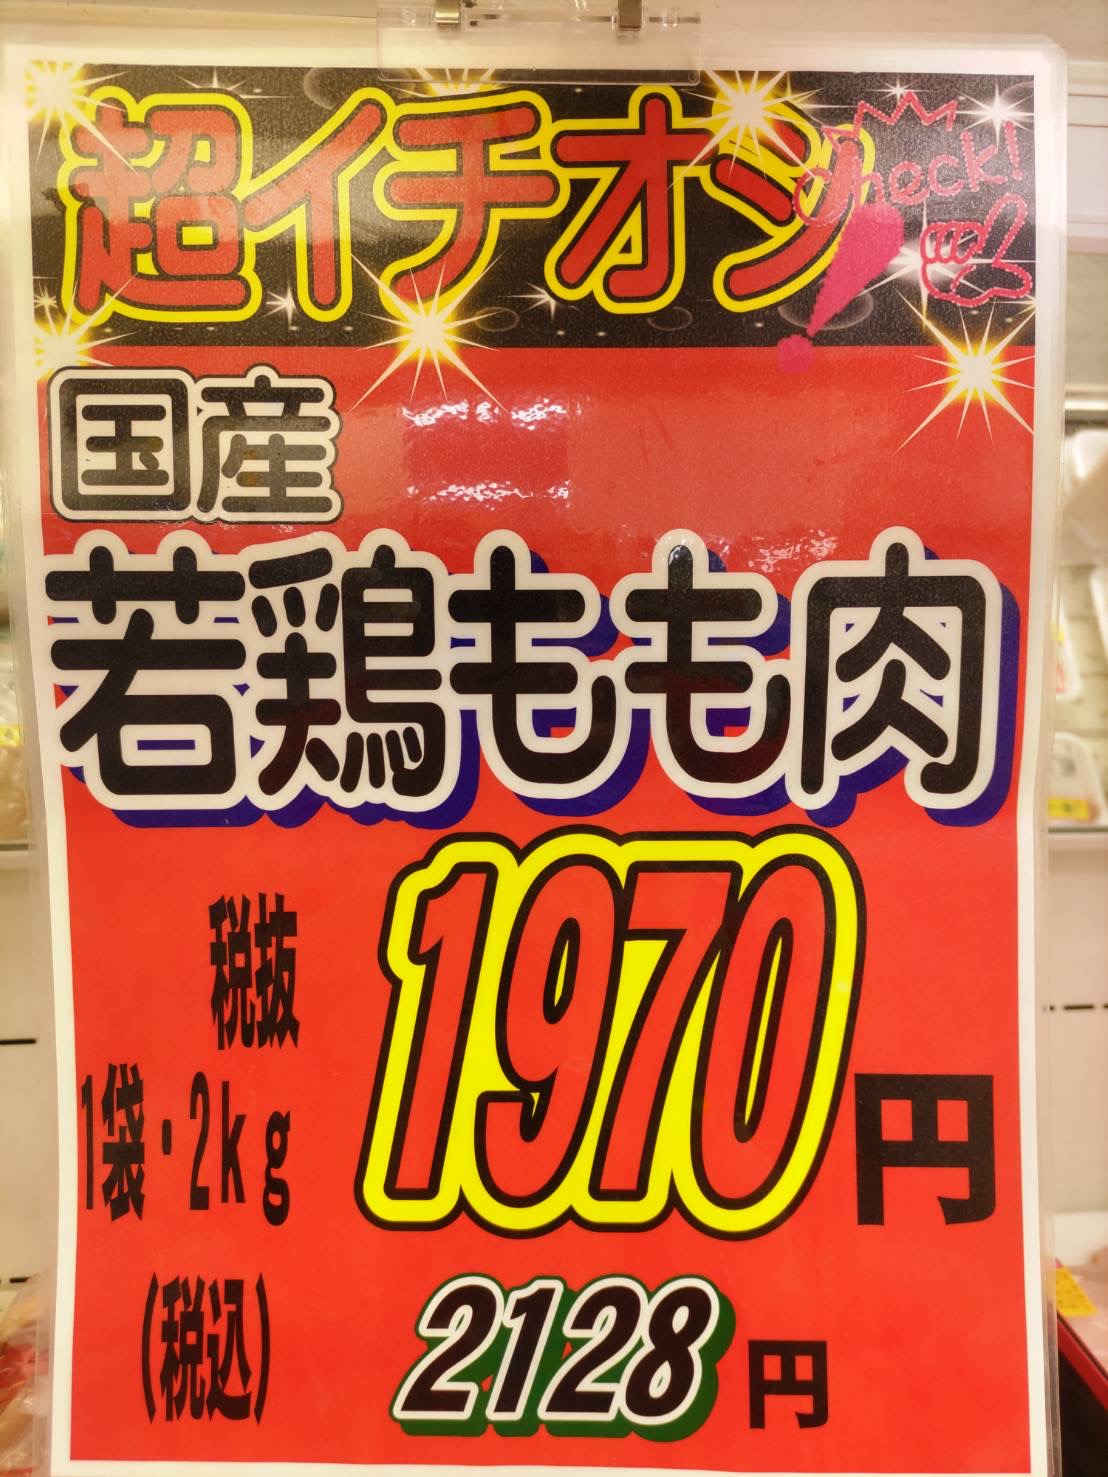 超イチオシ
Check!
国産
若鶏もも肉
税抜
1袋・2kg
1970円
(税込)
2128円